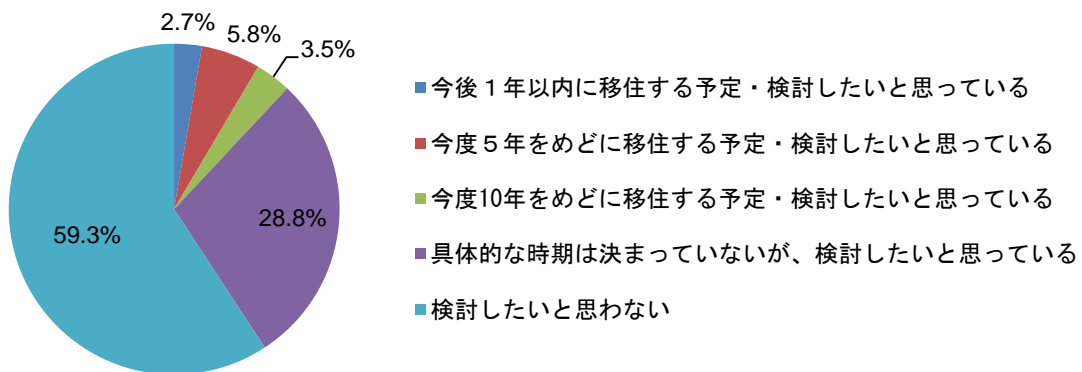 2.7%
5.8%
3.5%
28.8%
59.3%
今後１年以内に移住する予定・検討したいと思っている
今度５年をめどに移住する予定・検討したいと思っている
今度10年をめどに移住する予定・検討したいと思っている
具体的な時期は決まっていないが、検討したいと思っている
検討したいと思わない